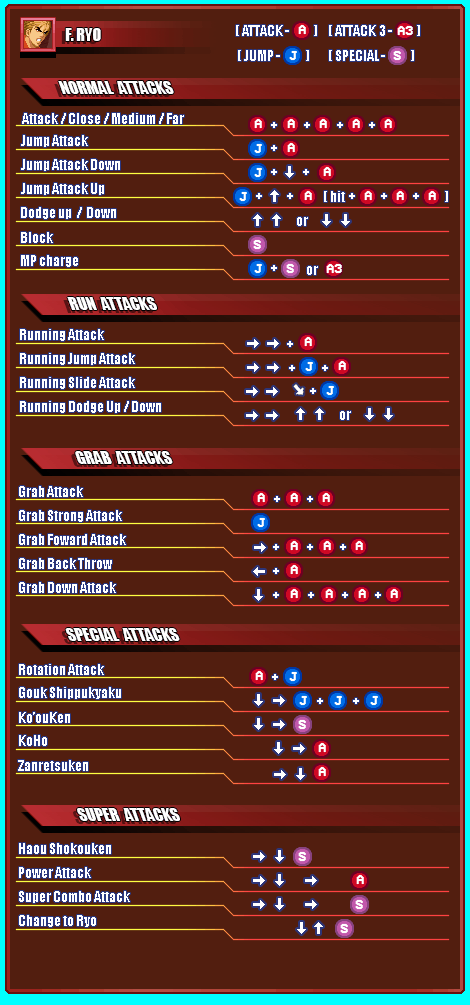 F. RYO
[ ATTACK - A ] [ ATTACK 3 - A3 ]
[ JUMP - J ] [ SPECIAL - S ]
NORMAL ATTACKS
Attack / Close / Medium / Far A + A + A + A + A
Jump Attack J + A
Jump Attack Down J + ↓ + A
Jump Attack Up J + ↑ + A [ hit + A + A + A ]
Dodge up / Down ↑ ↑ or ↓ ↓
Block S
MP charge J + S or A3
RUN ATTACKS
Running Attack → → + A
Running Jump Attack → → + J + A
Running Slide Attack → → ↘ + J
Running Dodge Up / Down → → ↑ ↑ or ↓ ↓
GRAB ATTACKS
Grab Attack A + A + A
Grab Strong Attack J
Grab Foward Attack → + A + A + A
Grab Back Throw ← + A
Grab Down Attack ↓ + A + A + A + A
SPECIAL ATTACKS
Rotation Attack A + J
Gouk Shippukyaku ↓ → J + J + J
Ko'ouKen ↓ → S
KoHo ↓ → A
Zanretsuken → ↓ A
SUPER ATTACKS
Haou Shokouken → ↓ S
Power Attack → ↓ → A
Super Combo Attack → ↓ → S
Change to Ryo ↓ ↑ S